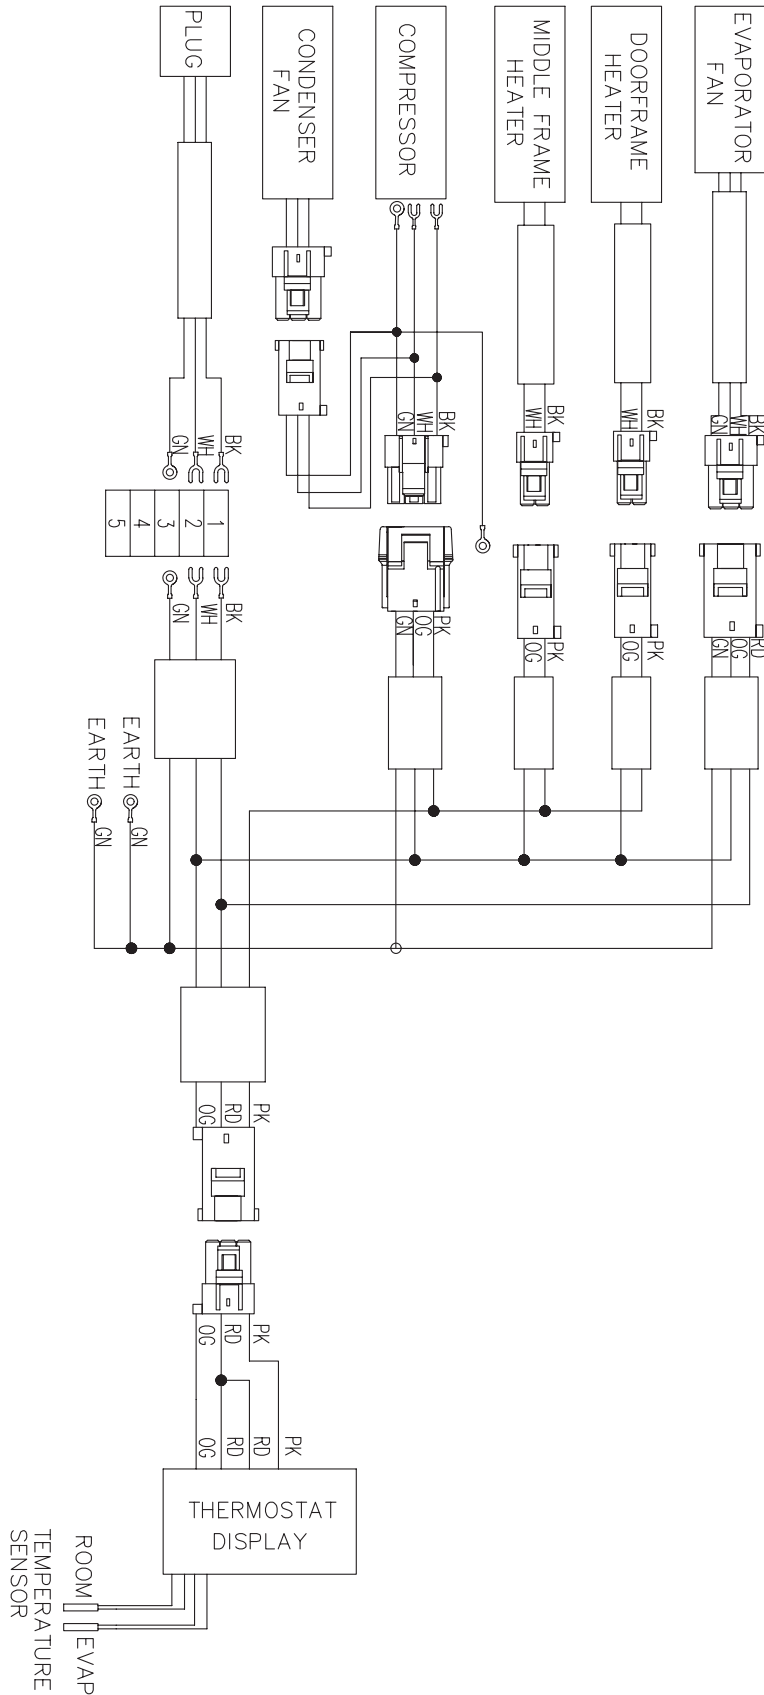 PLUG
CONDENSER
FAN
COMPRESSOR
MIDDLE FRAME
HEATER
DOORFRAME
HEATER
EVAPORATOR
FAN
GN
WH
BK
GN
WH
BK
WH
BK
WH
BK
GN
WH
BK
5
4
3
2
1
GN
WH
BK
GN
OG
PK
OG
PK
OG
PK
GN
OG
RD
EARTH
GN
EARTH
GN
OG
RD
PK
OG
RD
PK
OG
RD
RD
PK
THERMOSTAT
DISPLAY
ROOM
EVAP
TEMPERATURE
SENSOR